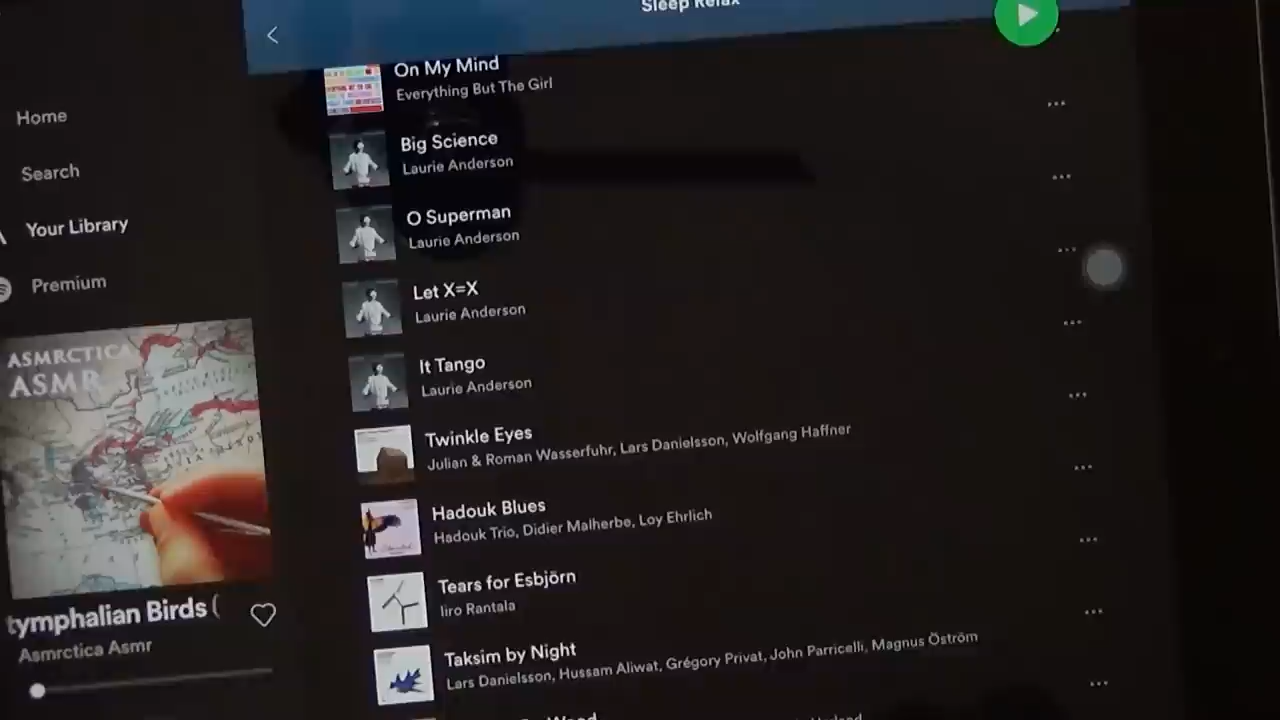 Sleep Relax
Home
Search
Your Library
Premium
ASMRCTICA
ASMR
tymphalian Birds (
Asmrctica Asmr
On My Mind
Everything But The Girl
Big Science
Laurie Anderson
O Superman
Laurie Anderson
Let X=X
Laurie Anderson
It Tango
Laurie Anderson
Twinkle Eyes
Julian & Roman Wasserfuhr, Lars Danielsson, Wolfgang Haffner
Hadouk Blues
Hadouk Trio, Didier Malherbe, Loy Ehrlich
Tears for Esbjörn
Iiro Rantala
Taksim by Night
Lars Danielsson, Hussam Aliwat, Grégory Privat, John Parricelli, Magnus Öström